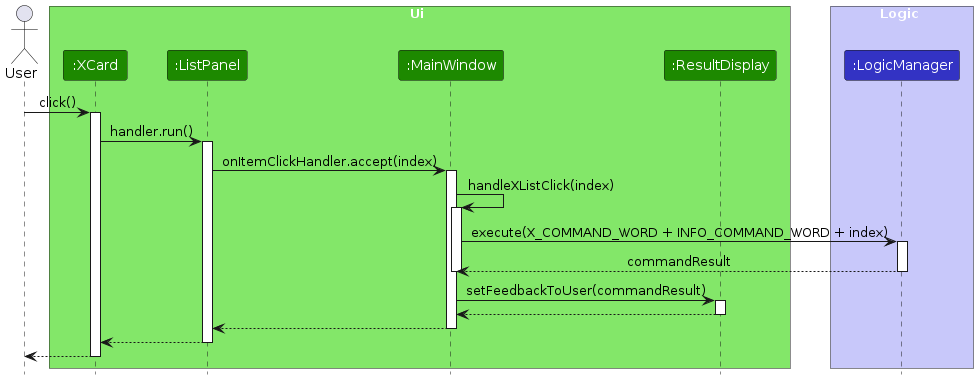 Ui
Logic
User
:XCard
:ListPanel
:MainWindow
:ResultDisplay
:LogicManager
click()
handler.run()
onItemClickHandler.accept(index)
handleXListClick(index)
execute(X_COMMAND_WORD + INFO_COMMAND_WORD + index)
commandResult
setFeedbackToUser(commandResult)